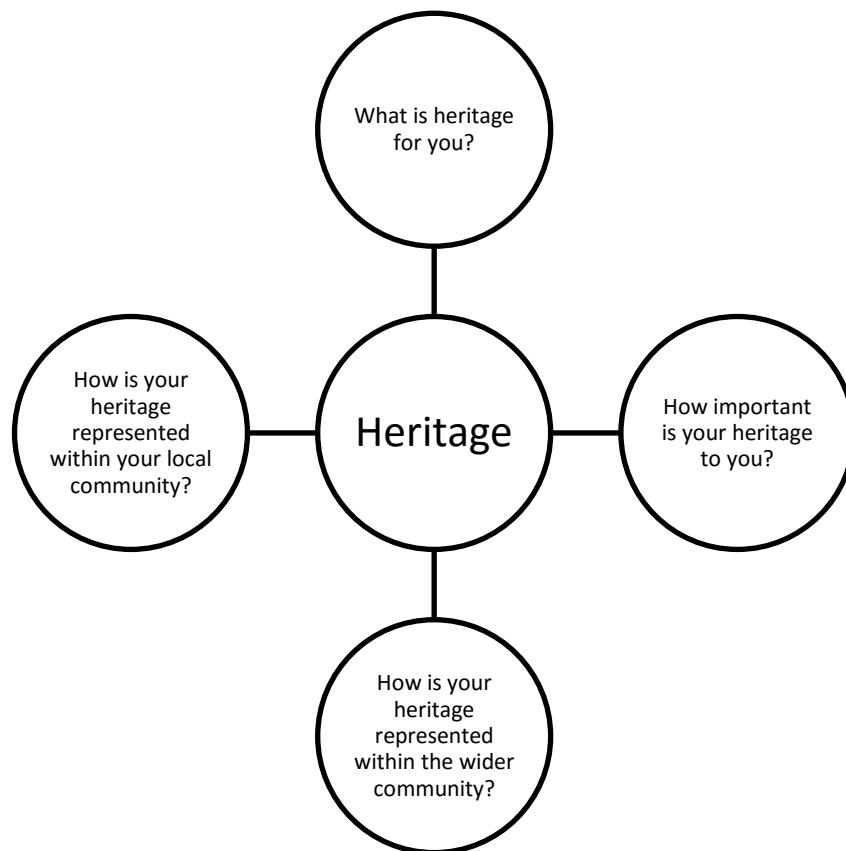 What is heritage
for you?
How is your
heritage
represented
within your local
community?
Heritage
How important
is your heritage
to you?
How is your
heritage
represented
within the wider
community?